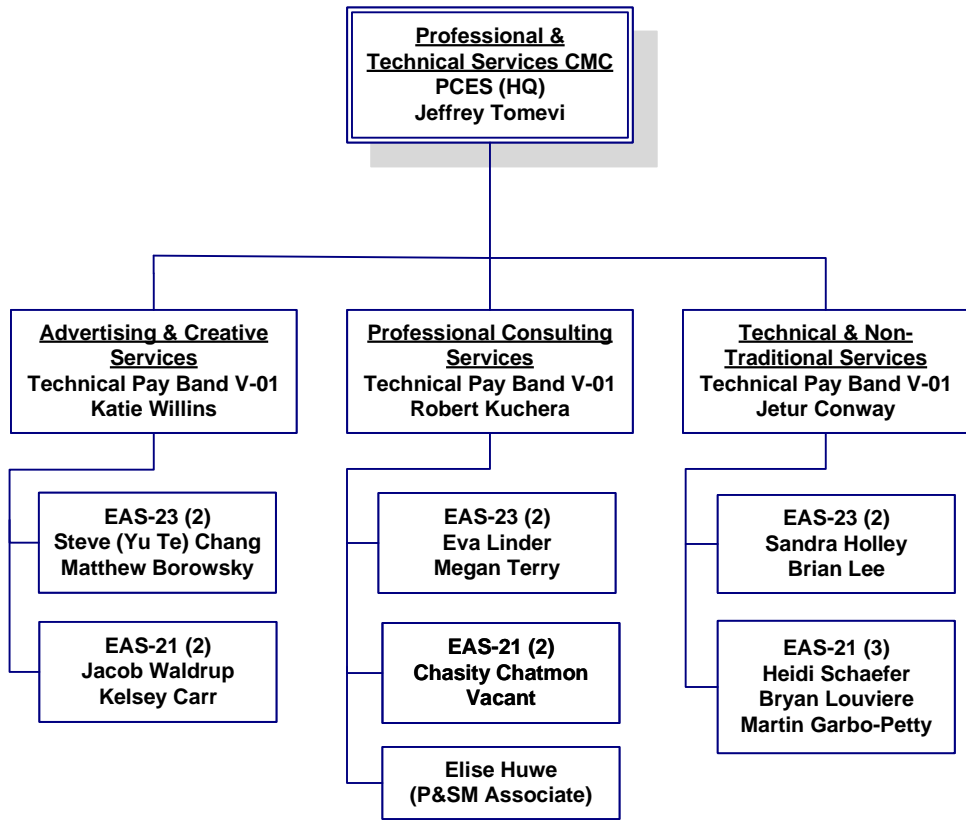 Professional &
Technical Services CMC
PCES (HQ)
Jeffrey Tomevi
Advertising & Creative
Services
Technical Pay Band V-01
Katie Willins
Professional Consulting
Services
Technical Pay Band V-01
Robert Kuchera
Technical & Non-
Traditional Services
Technical Pay Band V-01
Jetur Conway
EAS-23 (2)
Steve (Yu Te) Chang
Matthew Borowsky
EAS-21 (2)
Jacob Waldrup
Kelsey Carr
EAS-23 (2)
Eva Linder
Megan Terry
EAS-21 (2)
Chasity Chatmon
Vacant
Elise Huwe
(P&SM Associate)
EAS-23 (2)
Sandra Holley
Brian Lee
EAS-21 (3)
Heidi Schaefer
Bryan Louviere
Martin Garbo-Petty